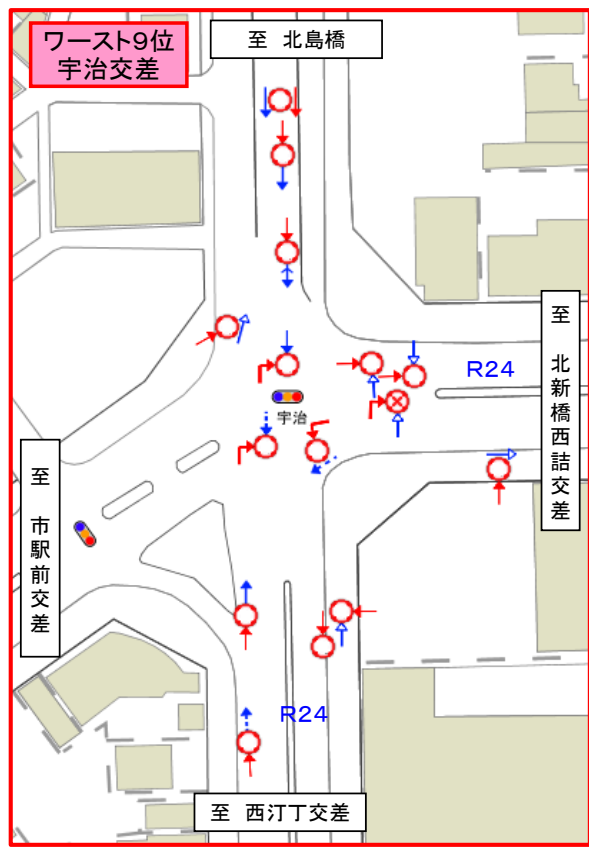 ワースト9位
宇治交差
至 北島橋
至 北新橋西詰交差
R24
宇治
至 市駅前交差
R24
至 西汀丁交差